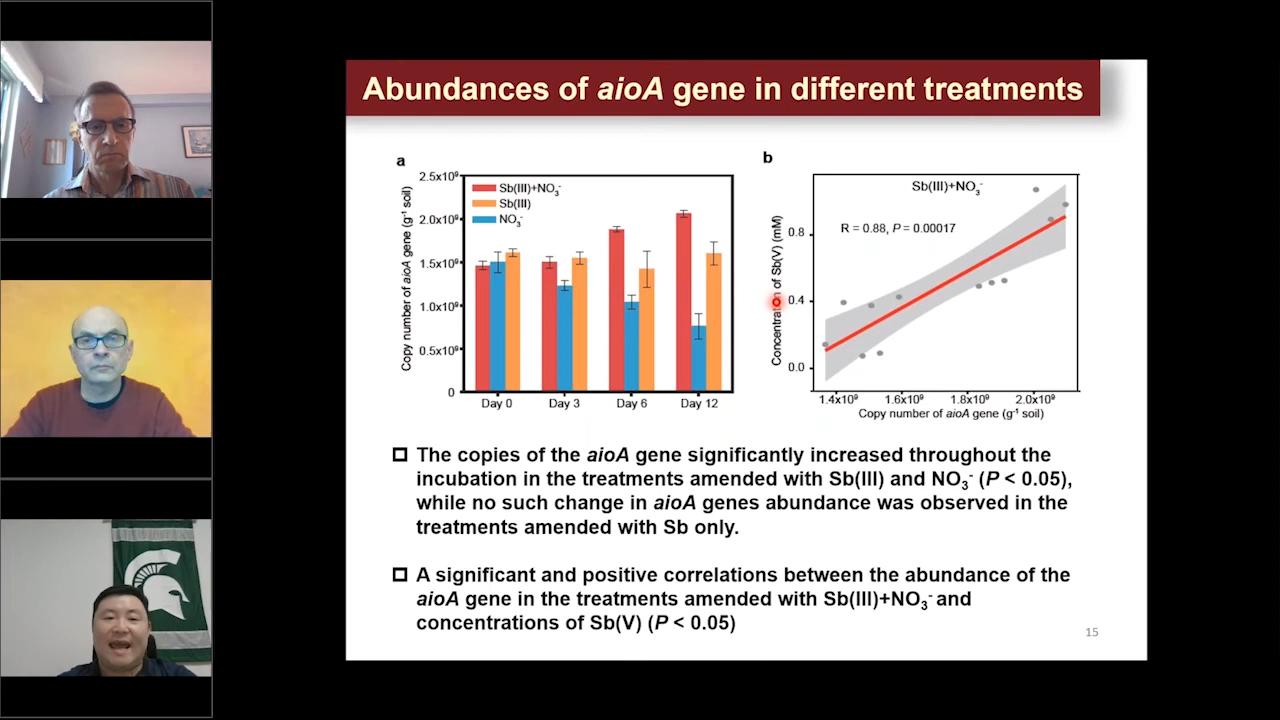 Abundances of aioA gene in different treatments
a
Copy number of aioA gene (g⁻¹ soil)
2.5x10⁹
2.0x10⁹
1.5x10⁹
1.0x10⁹
0.5x10⁹
0
Sb(III)+NO₃⁻
Sb(III)
NO₃⁻
Day 0 Day 3 Day 6 Day 12
b
Concentration of Sb(V) (mM)
0.8
0.4
0.0
Sb(III)+NO₃⁻
R = 0.88, P = 0.00017
1.4x10⁹ 1.6x10⁹ 1.8x10⁹ 2.0x10⁹
Copy number of aioA gene (g⁻¹ soil)
The copies of the aioA gene significantly increased throughout the
incubation in the treatments amended with Sb(III) and NO₃⁻ (P < 0.05),
while no such change in aioA genes abundance was observed in the
treatments amended with Sb only.
A significant and positive correlations between the abundance of the
aioA gene in the treatments amended with Sb(III)+NO₃⁻ and
concentrations of Sb(V) (P < 0.05)
15